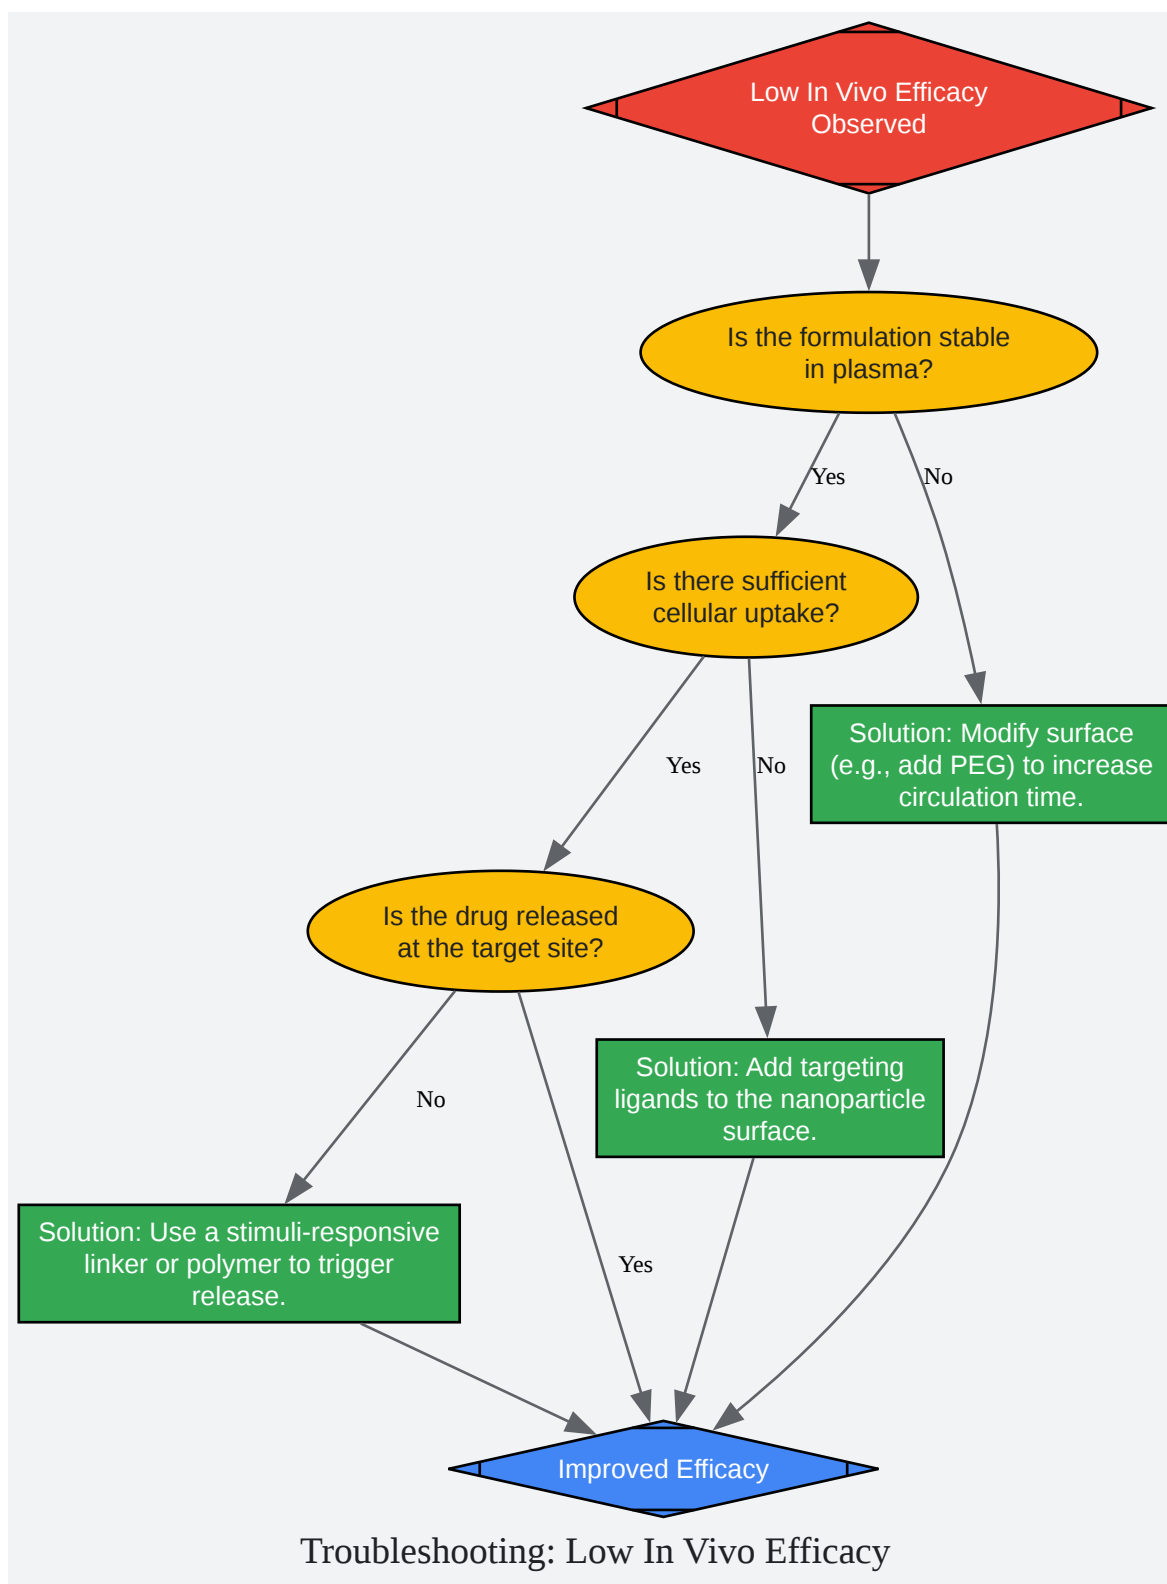 Low In Vivo Efficacy
Observed
Is the formulation stable
in plasma?
Yes
No
Is there sufficient
cellular uptake?
Solution: Modify surface
(e.g., add PEG) to increase
circulation time.
Yes
No
Is the drug released
at the target site?
Solution: Add targeting
ligands to the nanoparticle
surface.
No
Solution: Use a stimuli-responsive
linker or polymer to trigger
release.
Yes
Improved Efficacy
Troubleshooting: Low In Vivo Efficacy